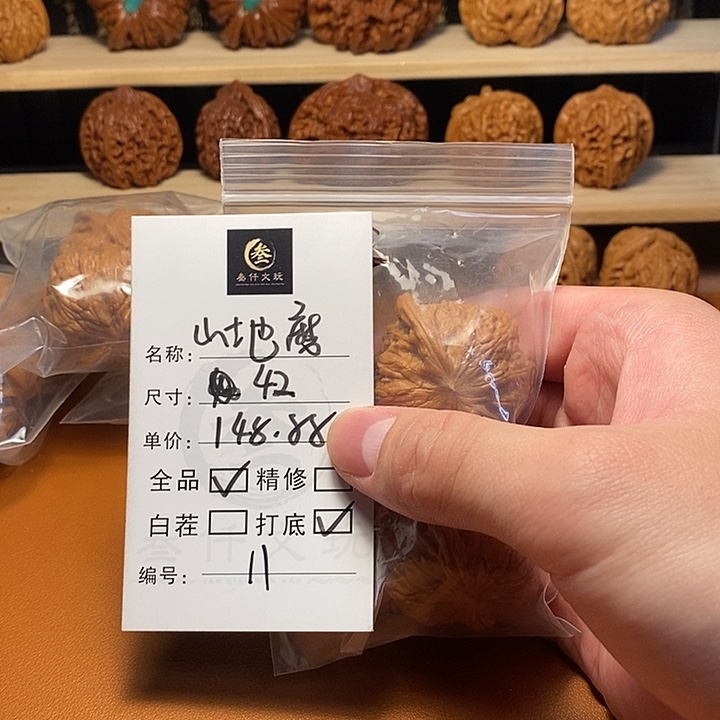 叁
叁仟文玩
名称: 山地磨
尺寸: 42
单价: 148.88
全品 ☑ 精修 ☐
白茬 ☐ 打底 ☑
编号: 11